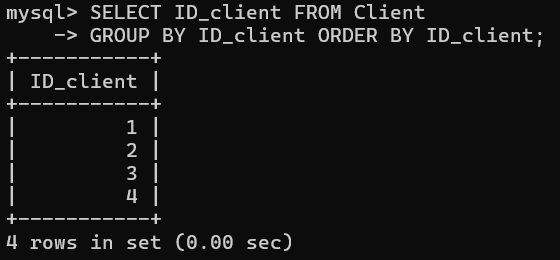 mysql> SELECT ID_client FROM Client
    -> GROUP BY ID_client ORDER BY ID_client;
+-----------+
| ID_client |
+-----------+
|         1 |
|         2 |
|         3 |
|         4 |
+-----------+
4 rows in set (0.00 sec)